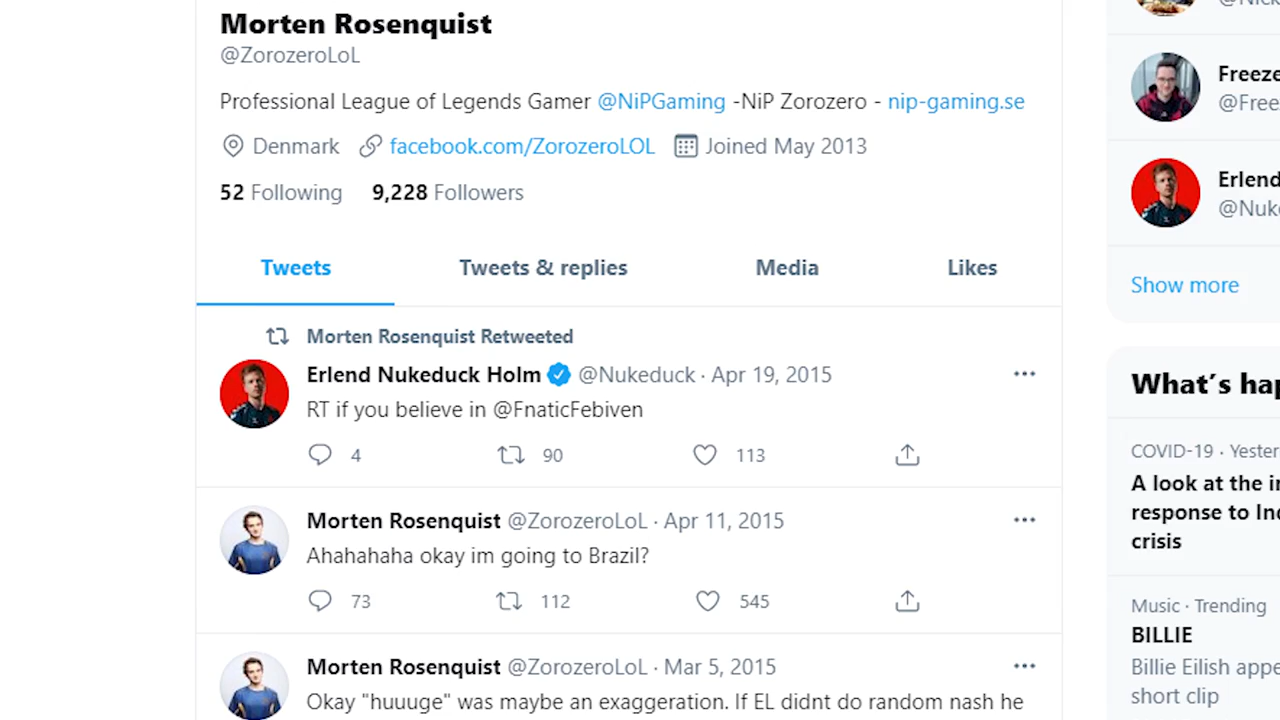 Morten Rosenquist
@ZorozeroLoL
Professional League of Legends Gamer @NiPGaming -NiP Zorozero - nip-gaming.se
Denmark facebook.com/ZorozeroLOL Joined May 2013
52 Following 9,228 Followers
Tweets Tweets & replies Media Likes
Morten Rosenquist Retweeted
Erlend Nukeduck Holm @Nukeduck · Apr 19, 2015 ...
RT if you believe in @FnaticFebiven
4 90 113
Morten Rosenquist @ZorozeroLoL · Apr 11, 2015 ...
Ahahahaha okay im going to Brazil?
73 112 545
Morten Rosenquist @ZorozeroLoL · Mar 5, 2015 ...
Okay "huuuge" was maybe an exaggeration. If EL didnt do random nash he
Freeze
@Free
Erlend
@Nuke
Show more
What's hap
COVID-19 · Yester
A look at the i
response to In
crisis
Music · Trending
BILLIE
Billie Eilish appe
short clip